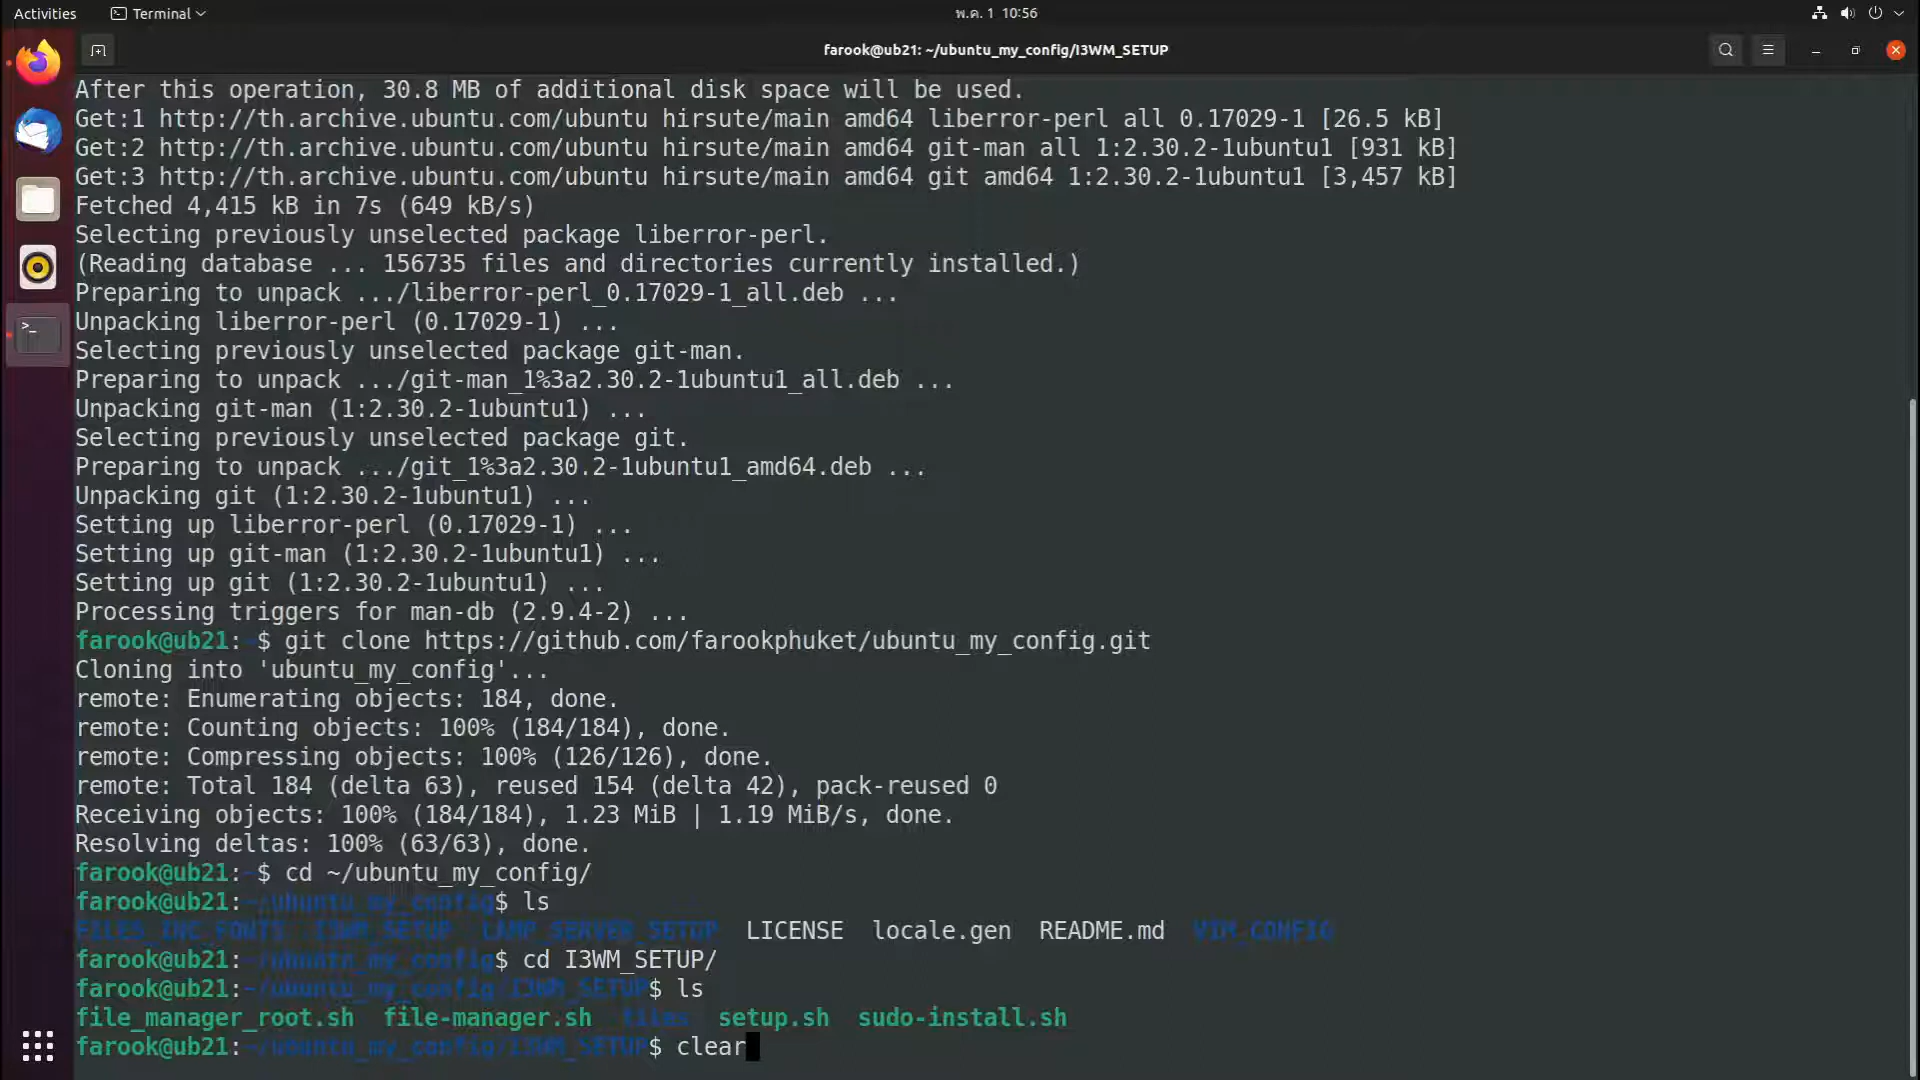 Activities Terminal พ.ค. 1 10:56
farook@ub21: ~/ubuntu_my_config/I3WM_SETUP
After this operation, 30.8 MB of additional disk space will be used.
Get:1 http://th.archive.ubuntu.com/ubuntu hirsute/main amd64 liberror-perl all 0.17029-1 [26.5 kB]
Get:2 http://th.archive.ubuntu.com/ubuntu hirsute/main amd64 git-man all 1:2.30.2-1ubuntu1 [931 kB]
Get:3 http://th.archive.ubuntu.com/ubuntu hirsute/main amd64 git amd64 1:2.30.2-1ubuntu1 [3,457 kB]
Fetched 4,415 kB in 7s (649 kB/s)
Selecting previously unselected package liberror-perl.
(Reading database ... 156735 files and directories currently installed.)
Preparing to unpack .../liberror-perl_0.17029-1_all.deb ...
Unpacking liberror-perl (0.17029-1) ...
Selecting previously unselected package git-man.
Preparing to unpack .../git-man_1%3a2.30.2-1ubuntu1_all.deb ...
Unpacking git-man (1:2.30.2-1ubuntu1) ...
Selecting previously unselected package git.
Preparing to unpack .../git_1%3a2.30.2-1ubuntu1_amd64.deb ...
Unpacking git (1:2.30.2-1ubuntu1) ...
Setting up liberror-perl (0.17029-1) ...
Setting up git-man (1:2.30.2-1ubuntu1) ...
Setting up git (1:2.30.2-1ubuntu1) ...
Processing triggers for man-db (2.9.4-2) ...
farook@ub21:~$ git clone https://github.com/farookphuket/ubuntu_my_config.git
Cloning into 'ubuntu_my_config'...
remote: Enumerating objects: 184, done.
remote: Counting objects: 100% (184/184), done.
remote: Compressing objects: 100% (126/126), done.
remote: Total 184 (delta 63), reused 154 (delta 42), pack-reused 0
Receiving objects: 100% (184/184), 1.23 MiB | 1.19 MiB/s, done.
Resolving deltas: 100% (63/63), done.
farook@ub21:~$ cd ~/ubuntu_my_config/
farook@ub21:~/ubuntu_my_config$ ls
FILES_INC_FONTS I3WM_SETUP LAMP_SERVER_SETUP LICENSE locale.gen README.md VIM_CONFIG
farook@ub21:~/ubuntu_my_config$ cd I3WM_SETUP/
farook@ub21:~/ubuntu_my_config/I3WM_SETUP$ ls
file_manager_root.sh file-manager.sh files setup.sh sudo-install.sh
farook@ub21:~/ubuntu_my_config/I3WM_SETUP$ clear